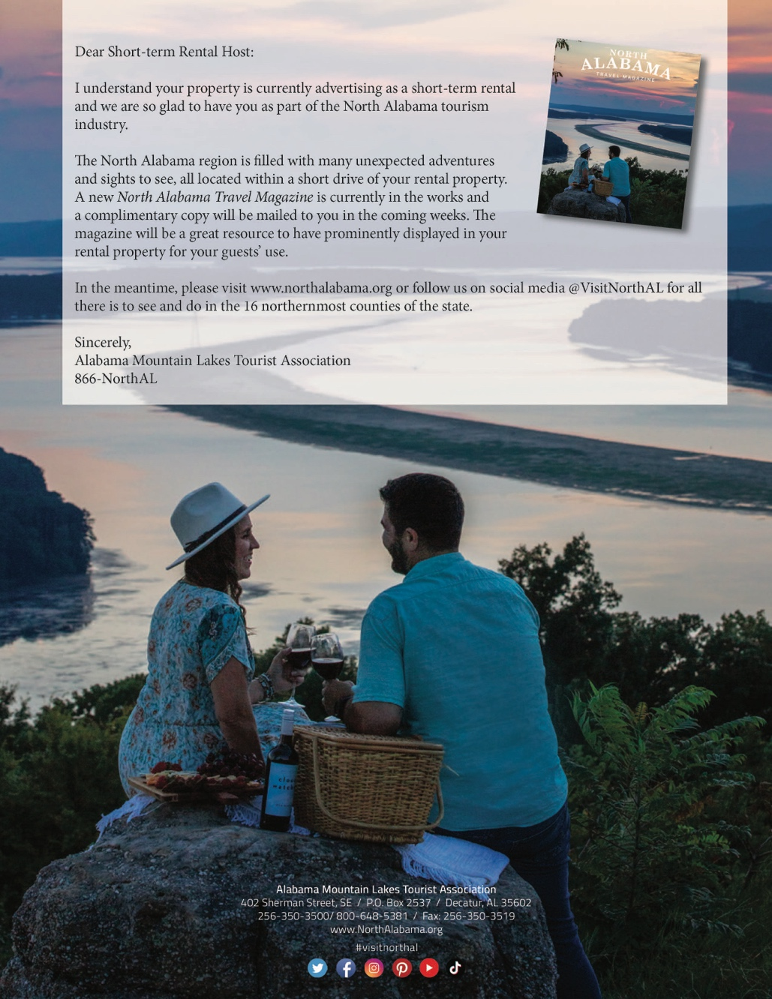 Dear Short-term Rental Host:
I understand your property is currently advertising as a short-term rental
and we are so glad to have you as part of the North Alabama tourism
industry.
The North Alabama region is filled with many unexpected adventures
and sights to see, all located within a short drive of your rental property.
A new North Alabama Travel Magazine is currently in the works and
a complimentary copy will be mailed to you in the coming weeks. The
magazine will be a great resource to have prominently displayed in your
rental property for your guests’ use.
NORTH
ALABAMA
TRAVEL MAGAZINE
In the meantime, please visit www.northalabama.org or follow us on social media @VisitNorthAL for all
there is to see and do in the 16 northernmost counties of the state.
Sincerely,
Alabama Mountain Lakes Tourist Association
866-NorthAL
Alabama Mountain Lakes Tourist Association
402 Sherman Street, SE / P.O. Box 2537 / Decatur, AL 35602
256-350-3500/ 800-648-5381 / Fax: 256-350-3519
www.NorthAlabama.org
#visitnorthal